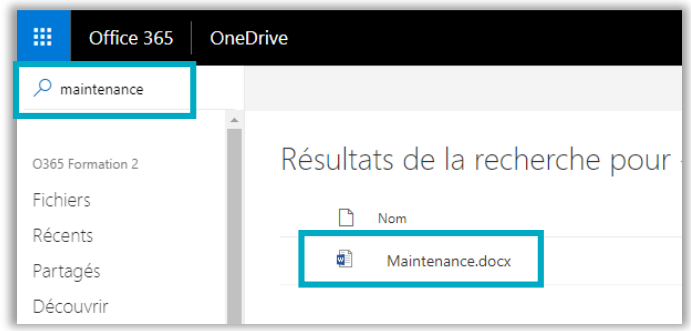 Office 365 OneDrive
maintenance
O365 Formation 2
Fichiers
Récents
Partagés
Découvrir
Résultats de la recherche pour
Nom
Maintenance.docx